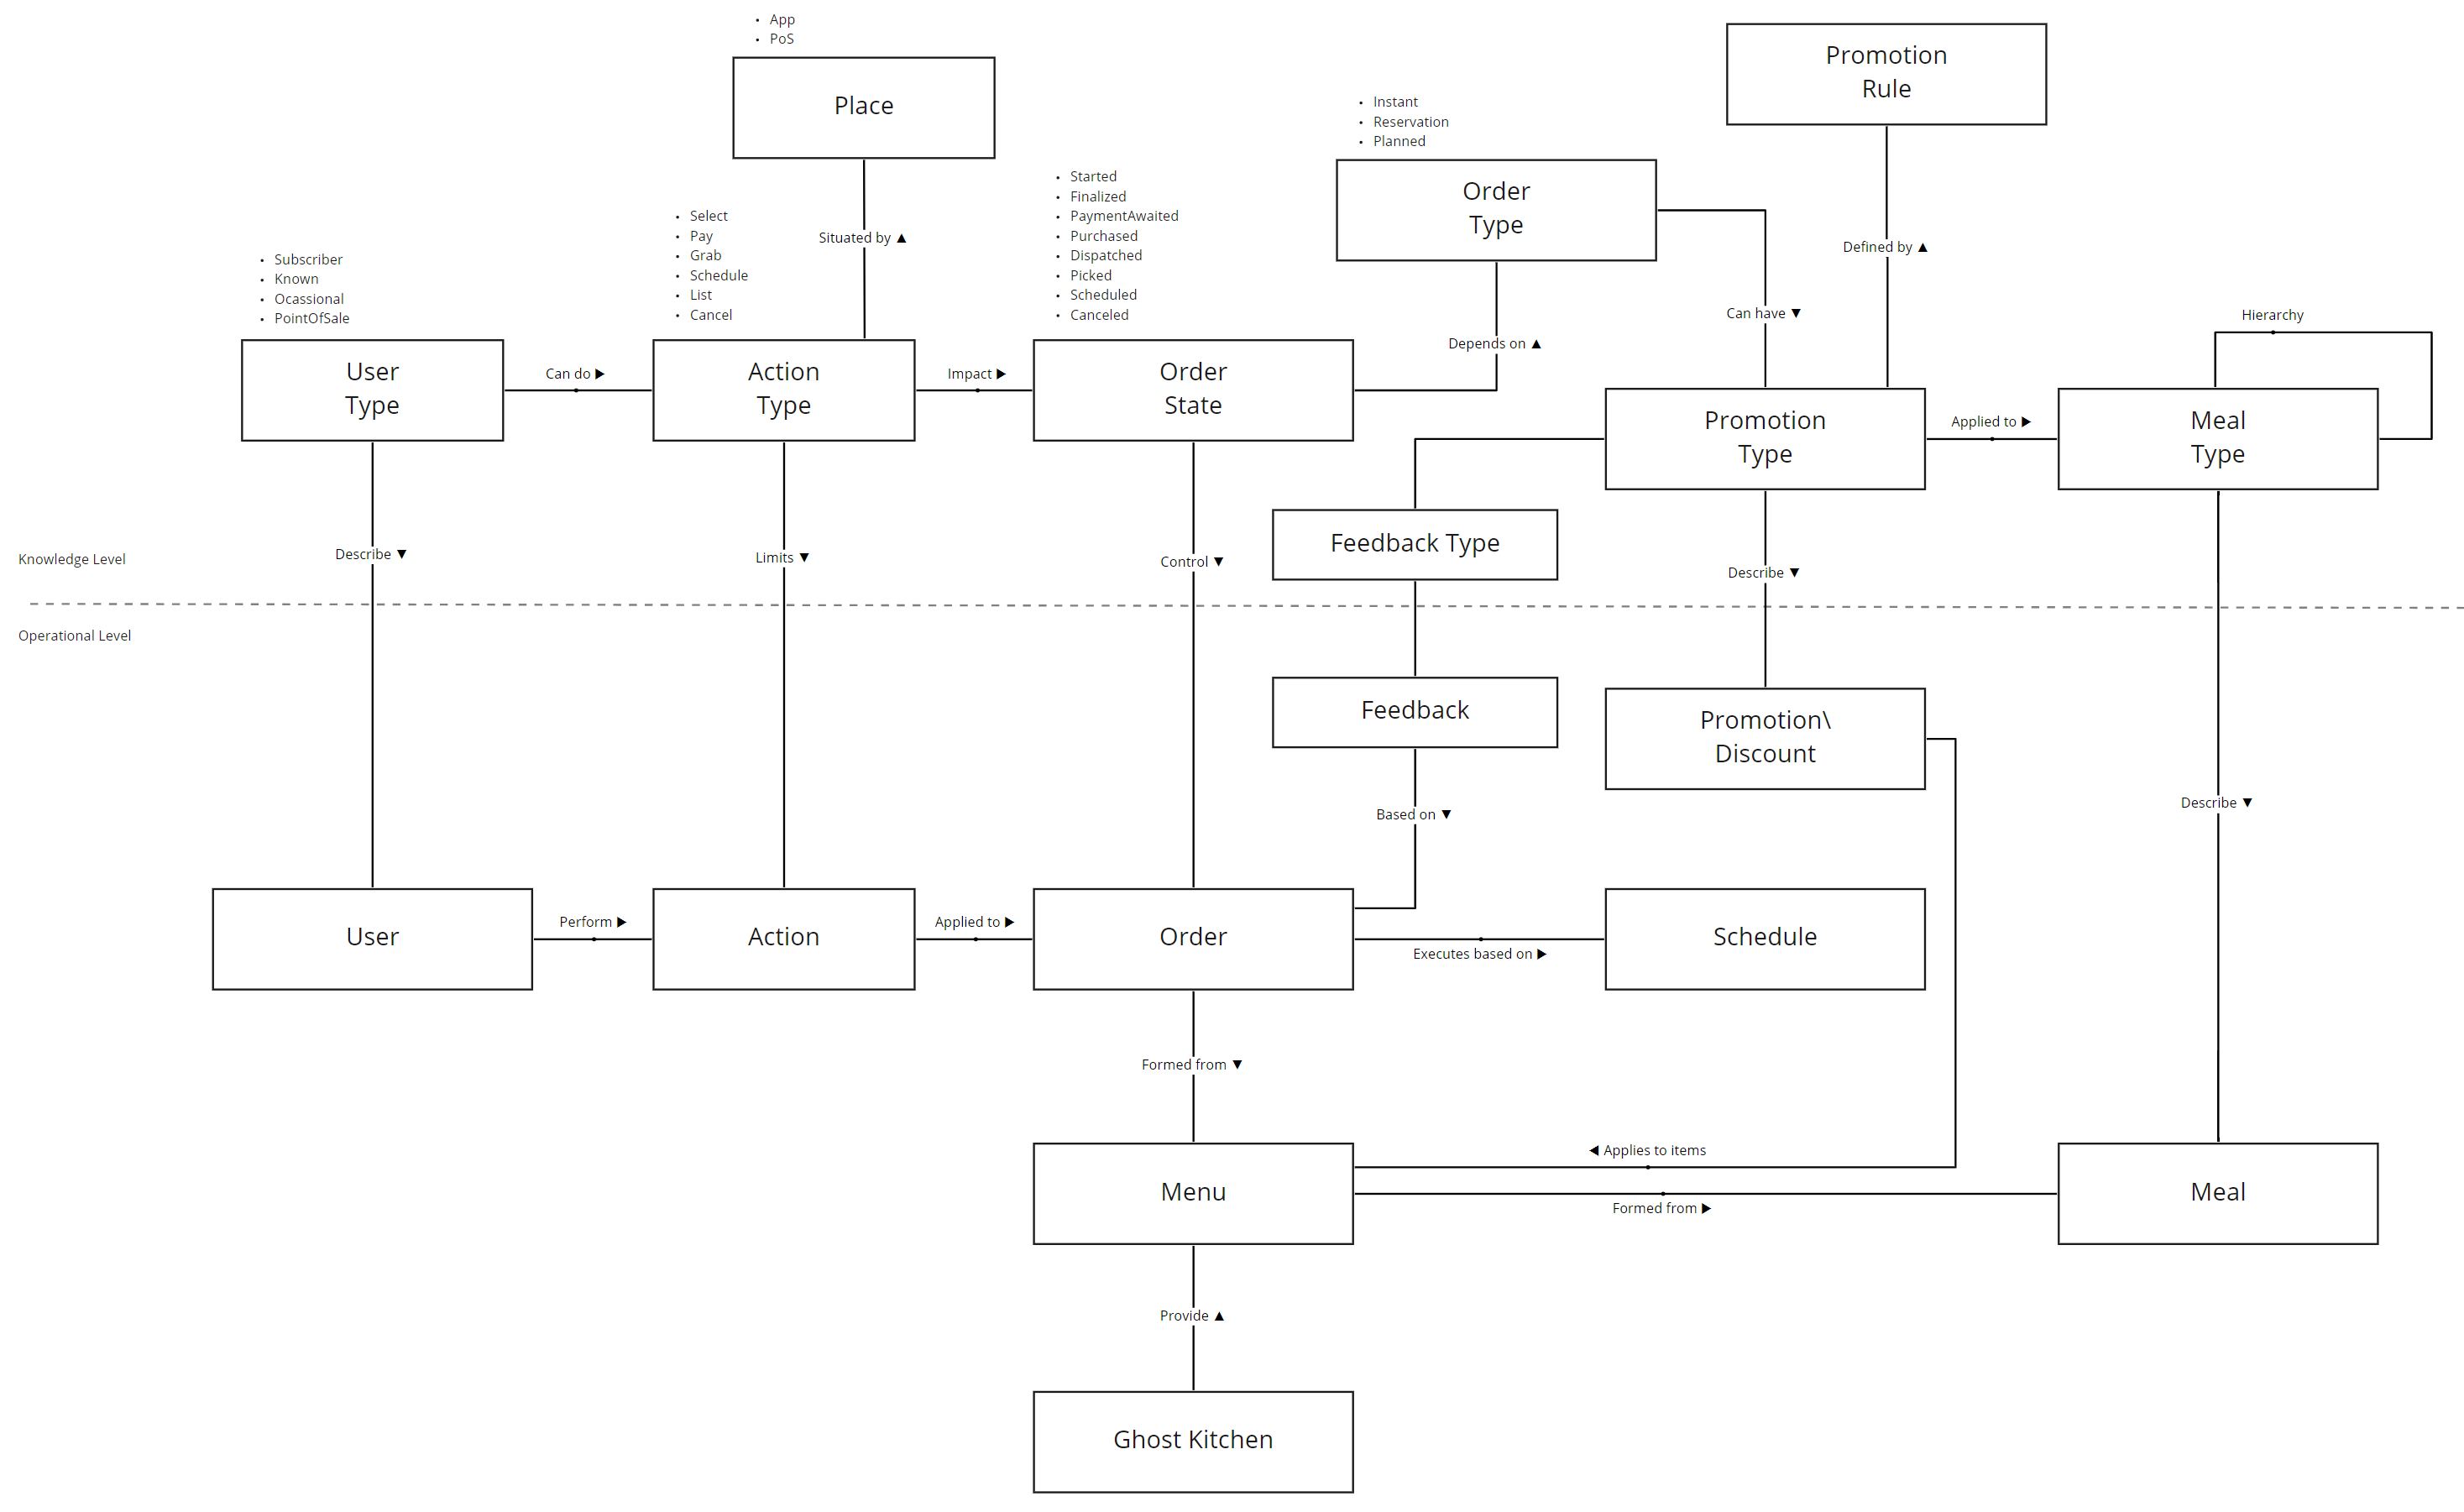 • App
• PoS
Place
Promotion
Rule
• Instant
• Reservation
• Planned
Order
Type
• Started
• Finalized
• PaymentAwaited
• Purchased
• Dispatched
• Picked
• Scheduled
• Canceled
• Select
• Pay
• Grab
• Schedule
• List
• Cancel
Situated by ▲
Defined by ▲
• Subscriber
• Known
• Ocassional
• PointOfSale
Can have ▼
Hierarchy
Depends on ▲
User
Type
Can do ▶
Action
Type
Impact ▶
Order
State
Promotion
Type
Applied to ▶
Meal
Type
Feedback Type
Knowledge Level
Describe ▼
Limits ▼
Control ▼
Describe ▼
Operational Level
Feedback
Promotion\
Discount
Based on ▼
Describe ▼
User
Perform ▶
Action
Applied to ▶
Order
Executes based on ▶
Schedule
Formed from ▼
◀ Applies to items
Menu
Formed from ▶
Meal
Provide ▲
Ghost Kitchen